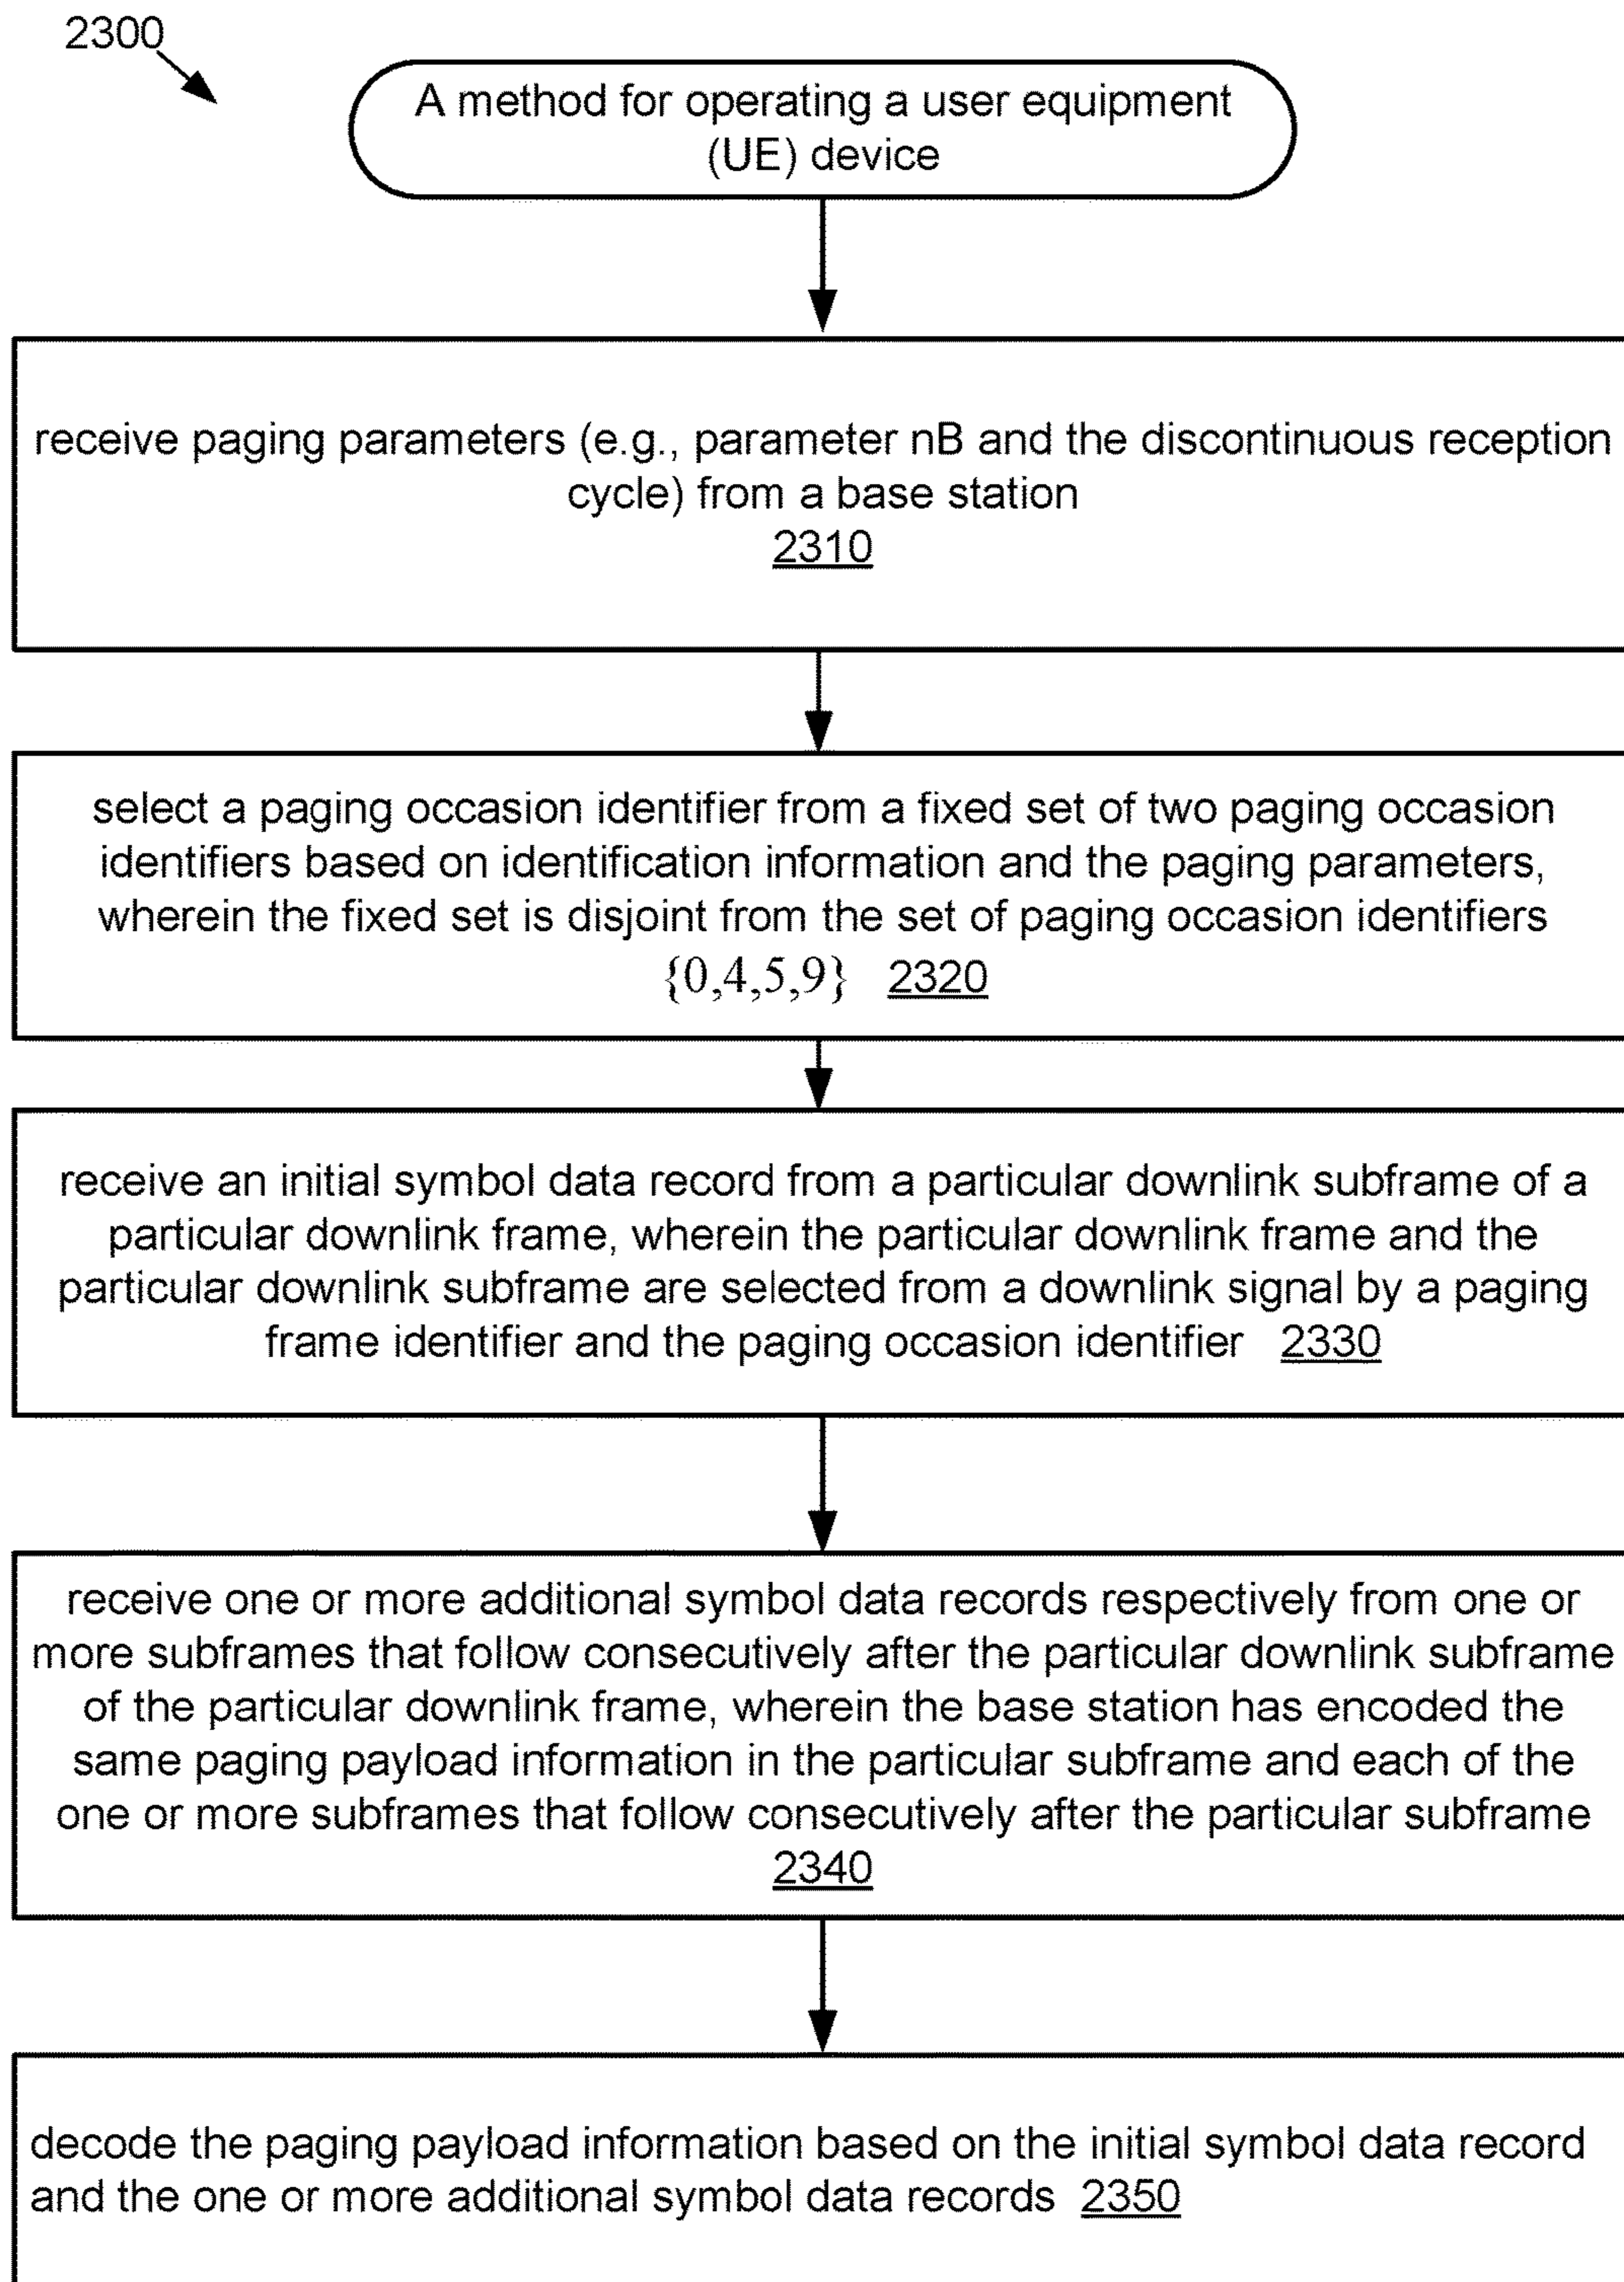 2300
A method for operating a user equipment
(UE) device
receive paging parameters (e.g., parameter nB and the discontinuous reception
cycle) from a base station
2310
select a paging occasion identifier from a fixed set of two paging occasion
identifiers based on identification information and the paging parameters,
wherein the fixed set is disjoint from the set of paging occasion identifiers
{0,4,5,9} 2320
receive an initial symbol data record from a particular downlink subframe of a
particular downlink frame, wherein the particular downlink frame and the
particular downlink subframe are selected from a downlink signal by a paging
frame identifier and the paging occasion identifier 2330
receive one or more additional symbol data records respectively from one or
more subframes that follow consecutively after the particular downlink subframe
of the particular downlink frame, wherein the base station has encoded the
same paging payload information in the particular subframe and each of the
one or more subframes that follow consecutively after the particular subframe
2340
decode the paging payload information based on the initial symbol data record
and the one or more additional symbol data records 2350